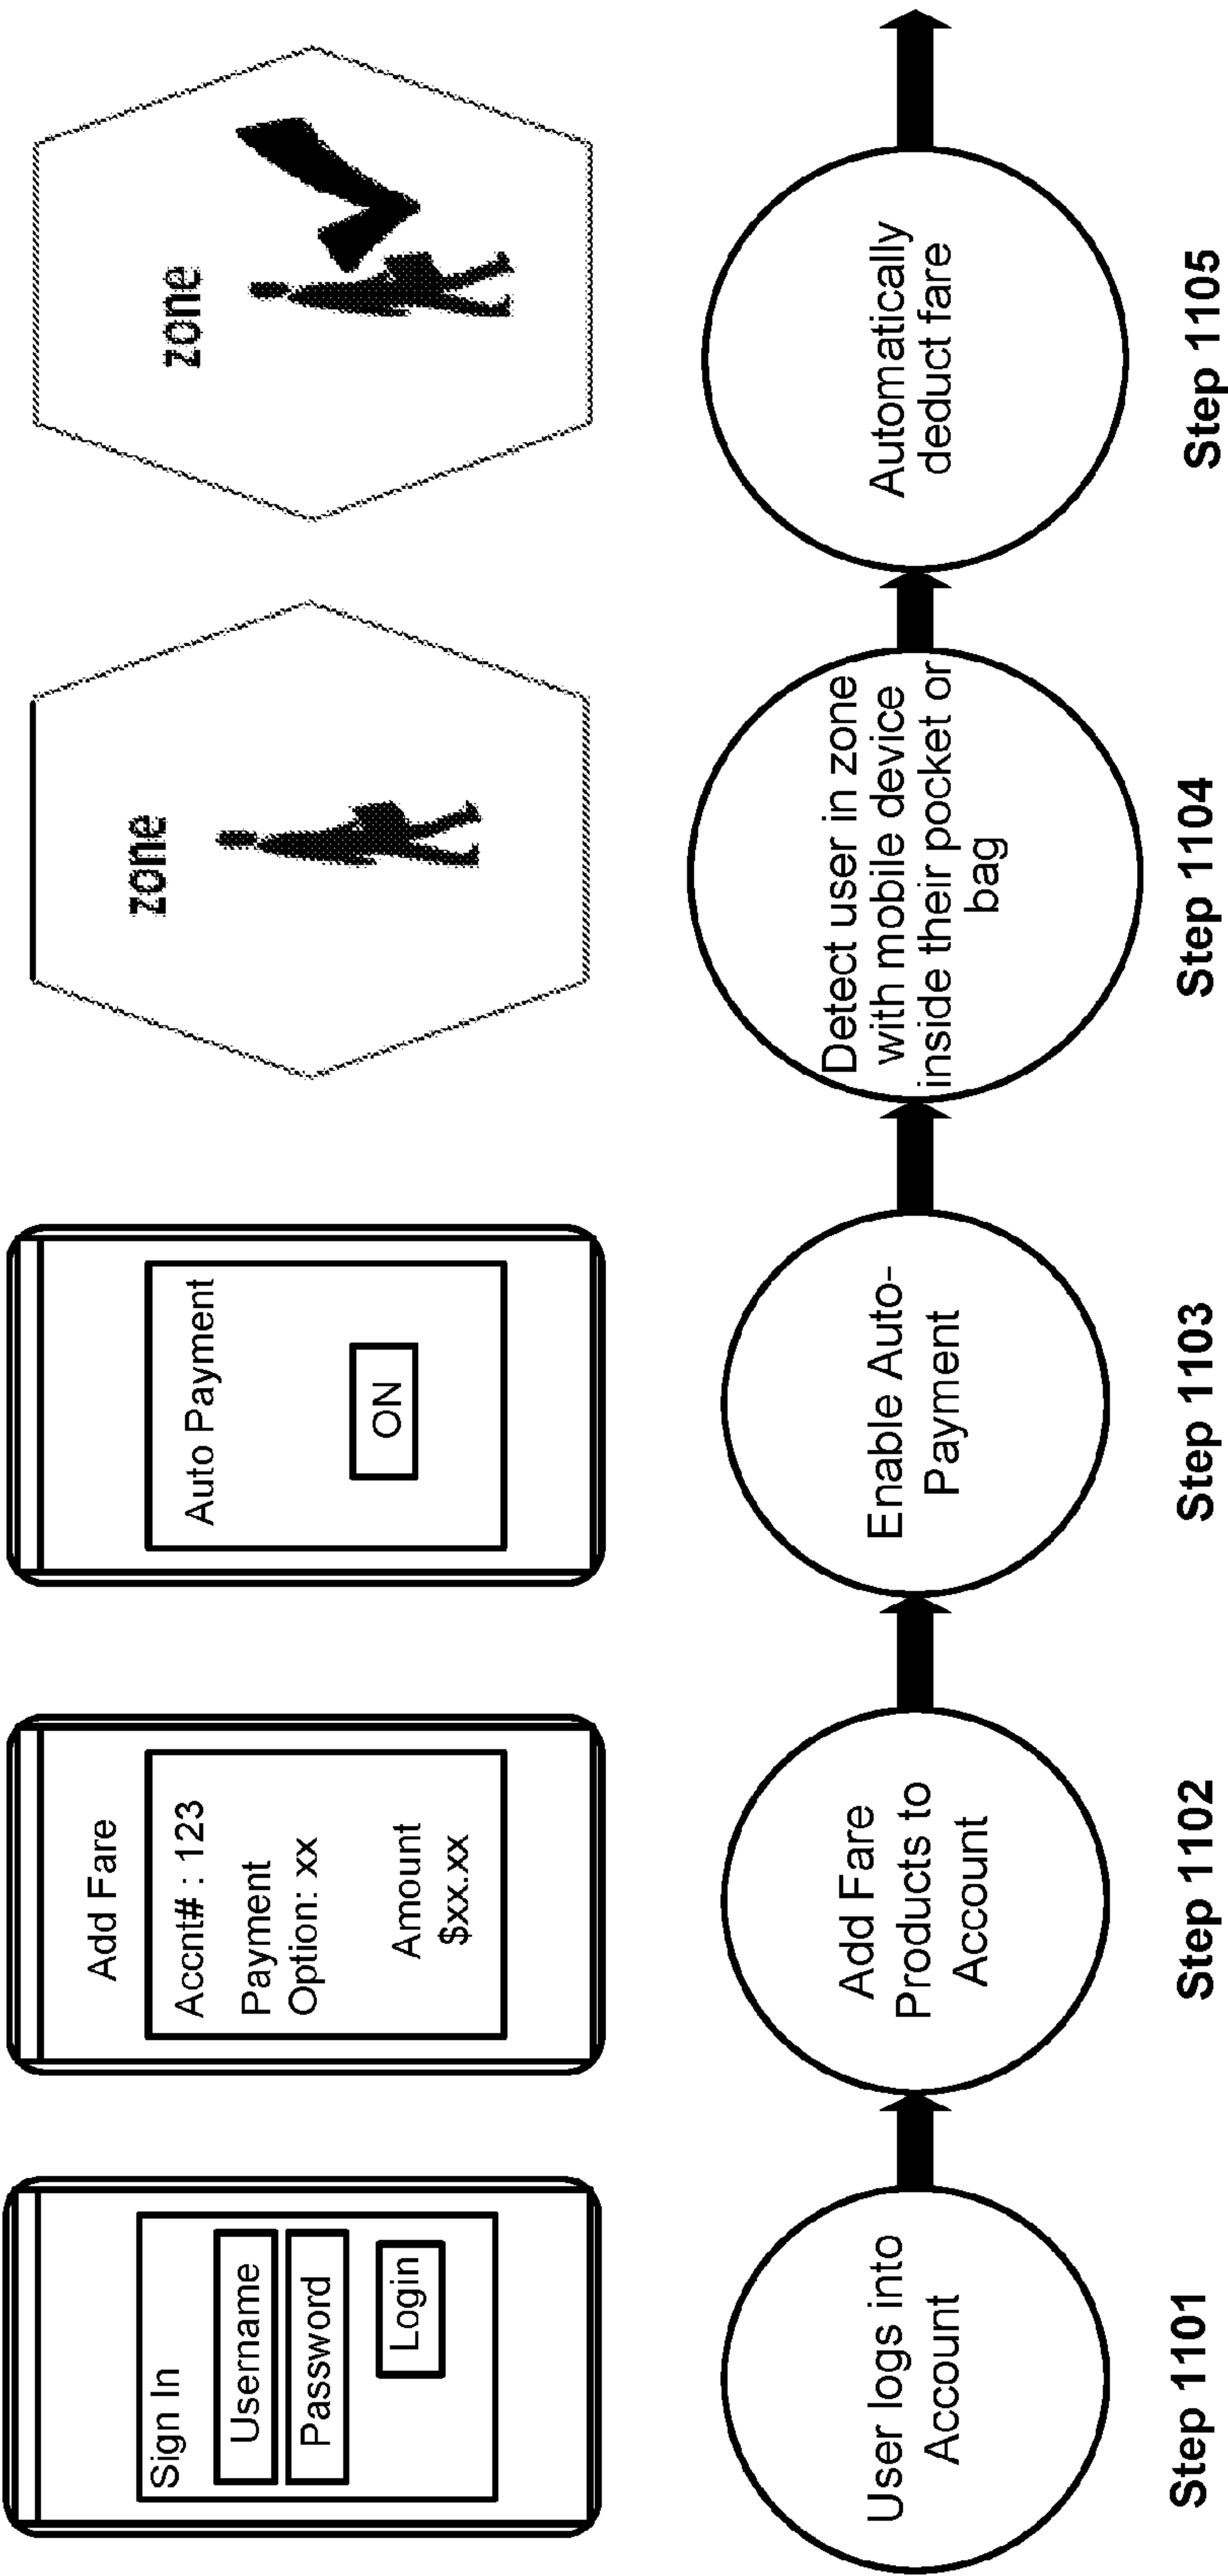 Sign In
Username
Password
Login
Add Fare
Accnt# : 123
Payment
Option: xx
Amount
$xx.xx
Auto Payment
ON
zone
zone
User logs into
Account
Add Fare
Products to
Account
Enable Auto-
Payment
Detect user in zone
with mobile device
inside their pocket or
bag
Automatically
deduct fare
Step 1101
Step 1102
Step 1103
Step 1104
Step 1105